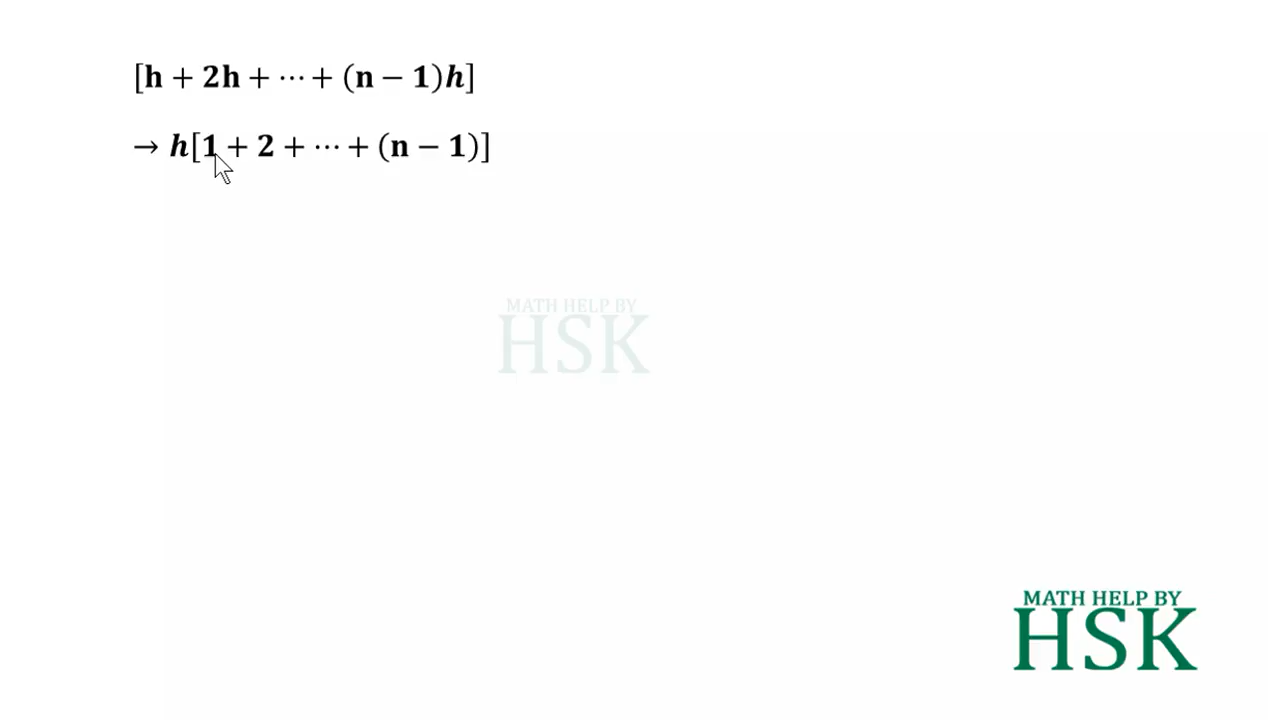 [h + 2h + ⋯ + (n − 1)h]
→ h[1 + 2 + ⋯ + (n − 1)]
MATH HELP BY
HSK
MATH HELP BY
HSK